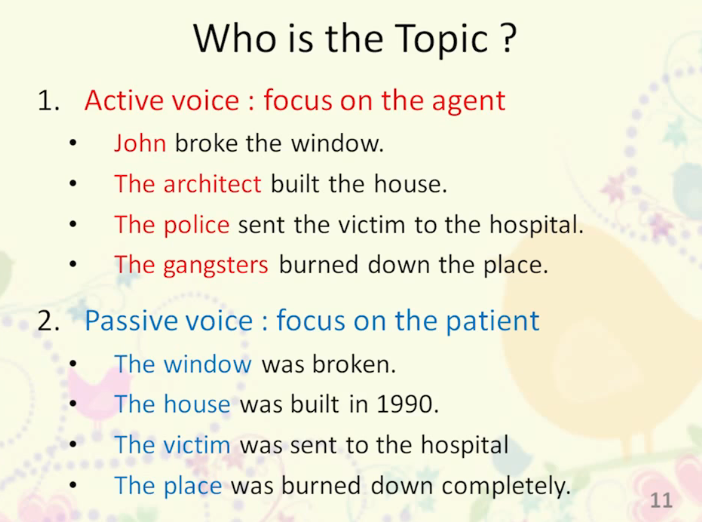 Who is the Topic ?
1. Active voice : focus on the agent
• John broke the window.
• The architect built the house.
• The police sent the victim to the hospital.
• The gangsters burned down the place.
2. Passive voice : focus on the patient
• The window was broken.
• The house was built in 1990.
• The victim was sent to the hospital
• The place was burned down completely.
11